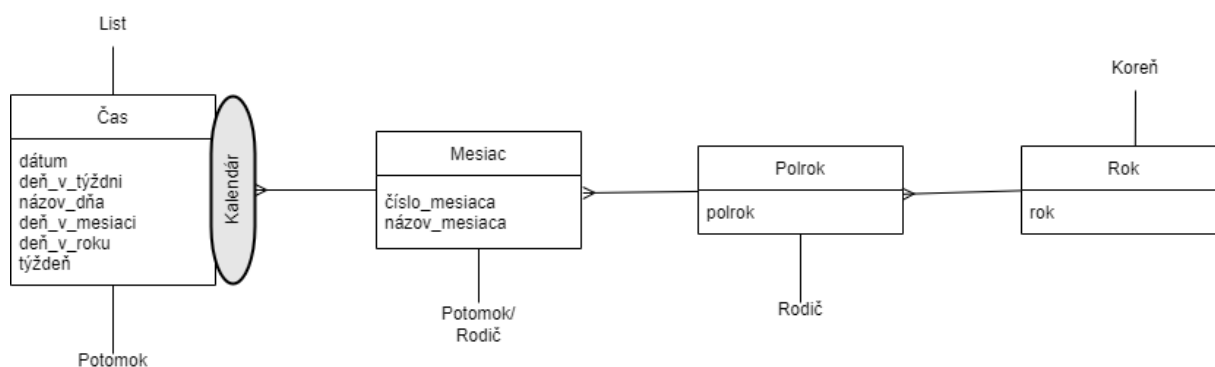 List
Čas
dátum
deň_v_týždni
názov_dňa
deň_v_mesiaci
deň_v_roku
týždeň
Potomok
Kalendár
Mesiac
číslo_mesiaca
názov_mesiaca
Potomok/
Rodič
Polrok
polrok
Rodič
Koreň
Rok
rok